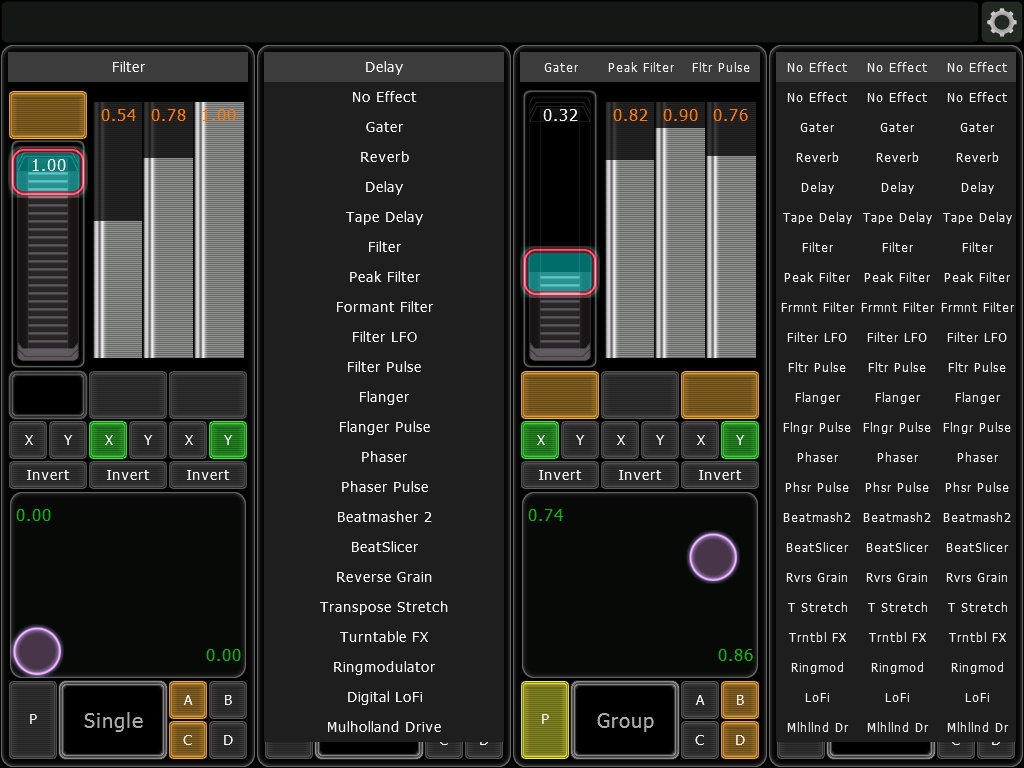 Filter
0.54 0.78 1.00
1.00
X Y X Y X Y
Invert Invert Invert
0.00
0.00
P Single A B
C D
Delay
No Effect
Gater
Reverb
Delay
Tape Delay
Filter
Peak Filter
Formant Filter
Filter LFO
Filter Pulse
Flanger
Flanger Pulse
Phaser
Phaser Pulse
Beatmasher 2
BeatSlicer
Reverse Grain
Transpose Stretch
Turntable FX
Ringmodulator
Digital LoFi
Mulholland Drive
Gater Peak Filter Fltr Pulse
0.32 0.82 0.90 0.76
X Y X Y X Y
Invert Invert Invert
0.74
0.86
P Group A B
C D
No Effect No Effect No Effect
No Effect No Effect No Effect
Gater Gater Gater
Reverb Reverb Reverb
Delay Delay Delay
Tape Delay Tape Delay Tape Delay
Filter Filter Filter
Peak Filter Peak Filter Peak Filter
Frmnt Filter Frmnt Filter Frmnt Filter
Filter LFO Filter LFO Filter LFO
Fltr Pulse Fltr Pulse Fltr Pulse
Flanger Flanger Flanger
Flngr Pulse Flngr Pulse Flngr Pulse
Phaser Phaser Phaser
Phsr Pulse Phsr Pulse Phsr Pulse
Beatmash2 Beatmash2 Beatmash2
BeatSlicer BeatSlicer BeatSlicer
Rvrs Grain Rvrs Grain Rvrs Grain
T Stretch T Stretch T Stretch
Trntbl FX Trntbl FX Trntbl FX
Ringmod Ringmod Ringmod
LoFi LoFi LoFi
Mlhllnd Dr Mlhllnd Dr Mlhllnd Dr